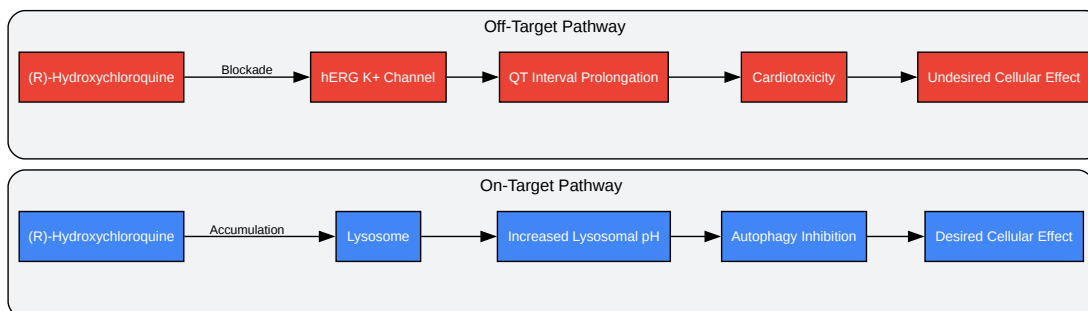 Off-Target Pathway
(R)-Hydroxychloroquine
Blockade
hERG K+ Channel
QT Interval Prolongation
Cardiotoxicity
Undesired Cellular Effect
On-Target Pathway
(R)-Hydroxychloroquine
Accumulation
Lysosome
Increased Lysosomal pH
Autophagy Inhibition
Desired Cellular Effect